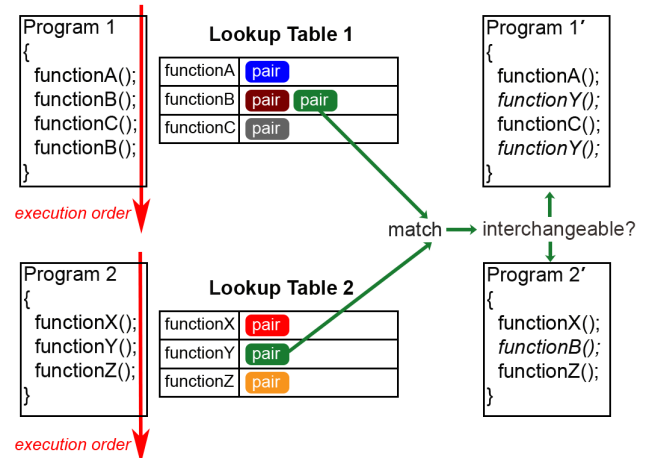 Program 1
{
functionA();
functionB();
functionC();
functionB();
}
execution order
Lookup Table 1
functionA pair
functionB pair pair
functionC pair
Program 1′
{
functionA();
functionY();
functionC();
functionY();
}
match interchangeable?
Program 2
{
functionX();
functionY();
functionZ();
}
execution order
Lookup Table 2
functionX pair
functionY pair
functionZ pair
Program 2′
{
functionX();
functionB();
functionZ();
}